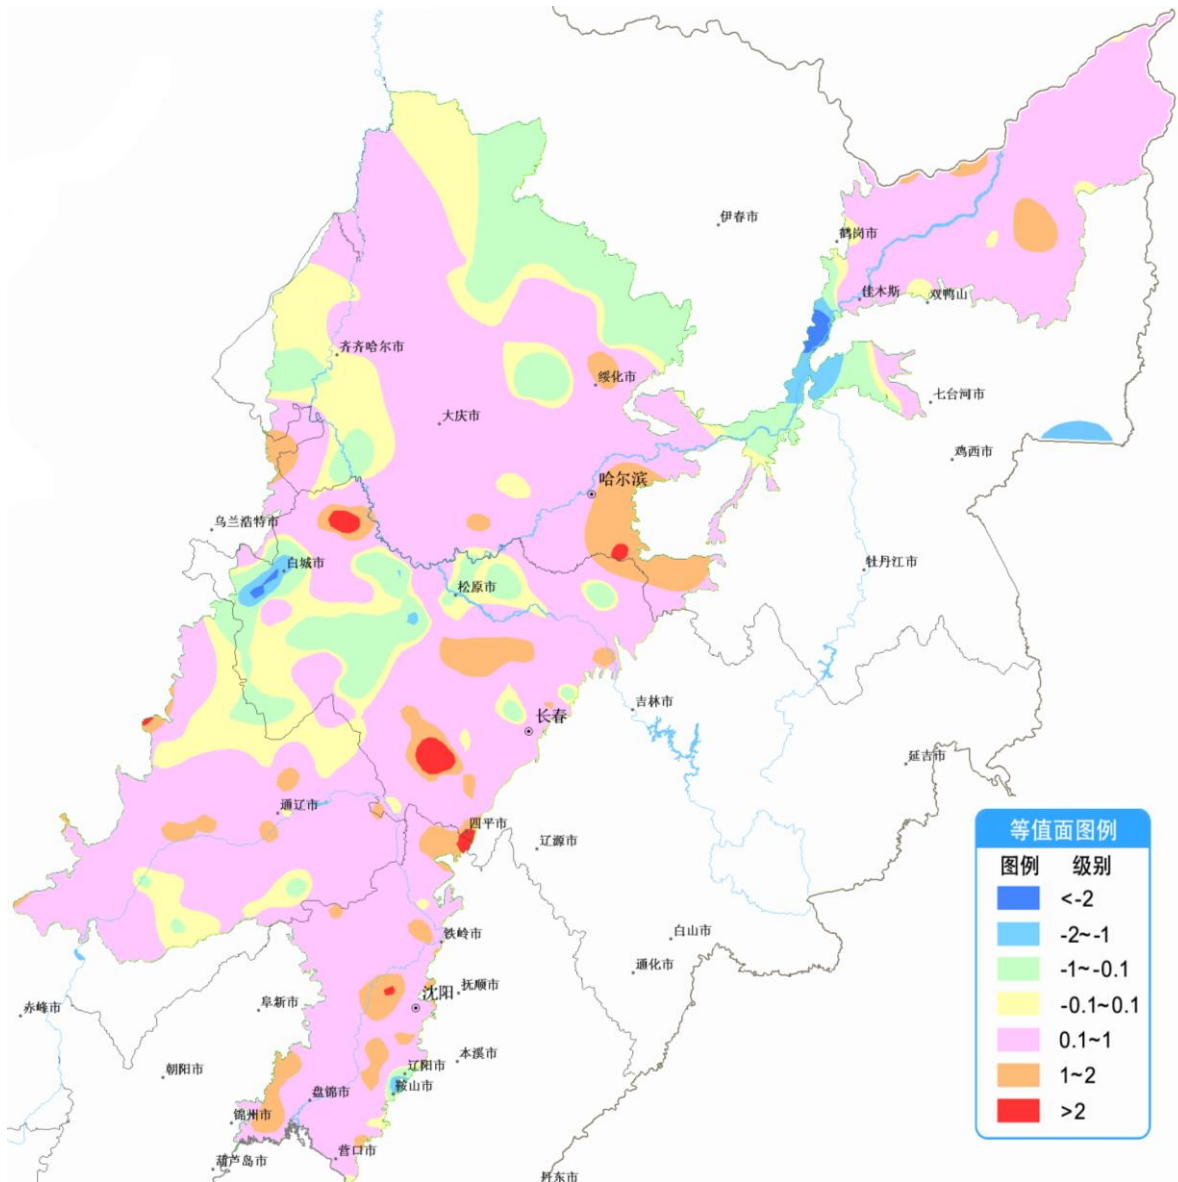 伊春市
鹤岗市
佳木斯
双鸭山
齐齐哈尔市
绥化市
七台河市
大庆市
鸡西市
哈尔滨
乌兰浩特市
白城市
牡丹江市
松原市
吉林市
长春
延吉市
通辽市
四平市
辽源市
等值面图例
图例 级别
<-2
-2~-1
-1~-0.1
-0.1~0.1
0.1~1
1~2
>2
铁岭市
白山市
通化市
抚顺市
沈阳
赤峰市
阜新市
本溪市
辽阳市
朝阳市
鞍山市
盘锦市
锦州市
营口市
葫芦岛市
丹东市